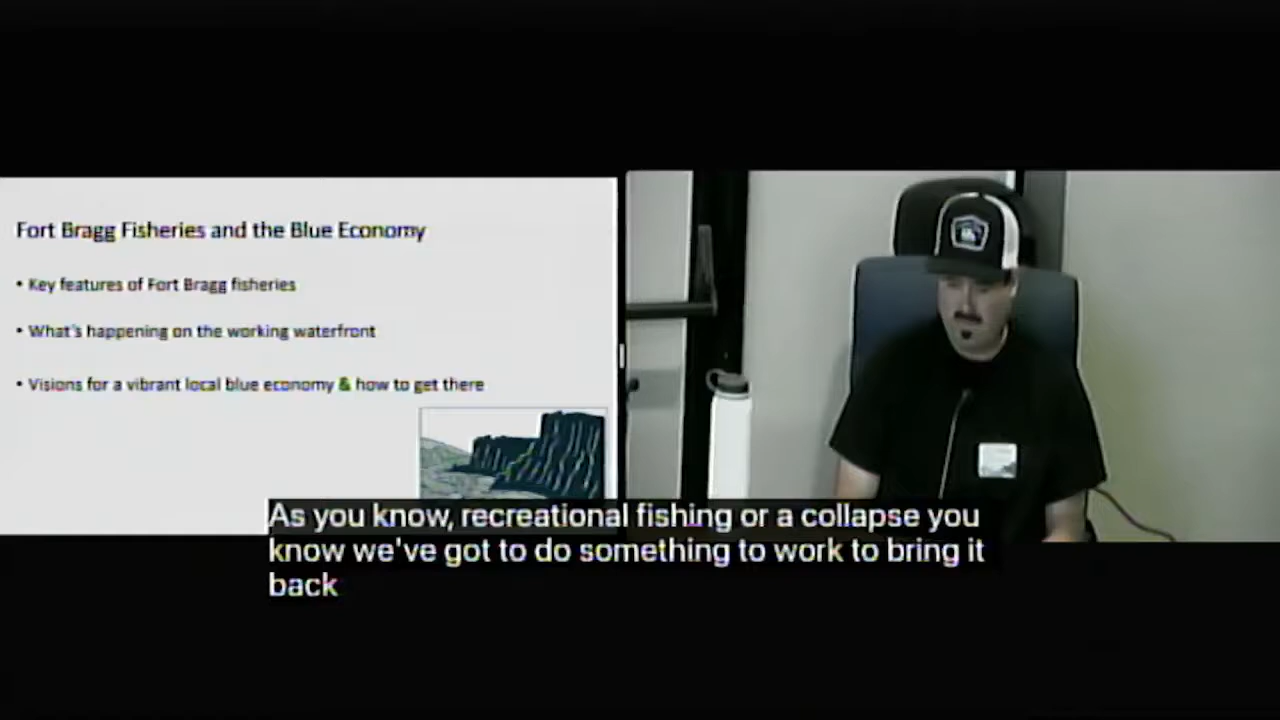 Fort Bragg Fisheries and the Blue Economy
• Key features of Fort Bragg fisheries
• What's happening on the working waterfront
• Visions for a vibrant local blue economy & how to get there
As you know, recreational fishing or a collapse you
know we've got to do something to work to bring it
back